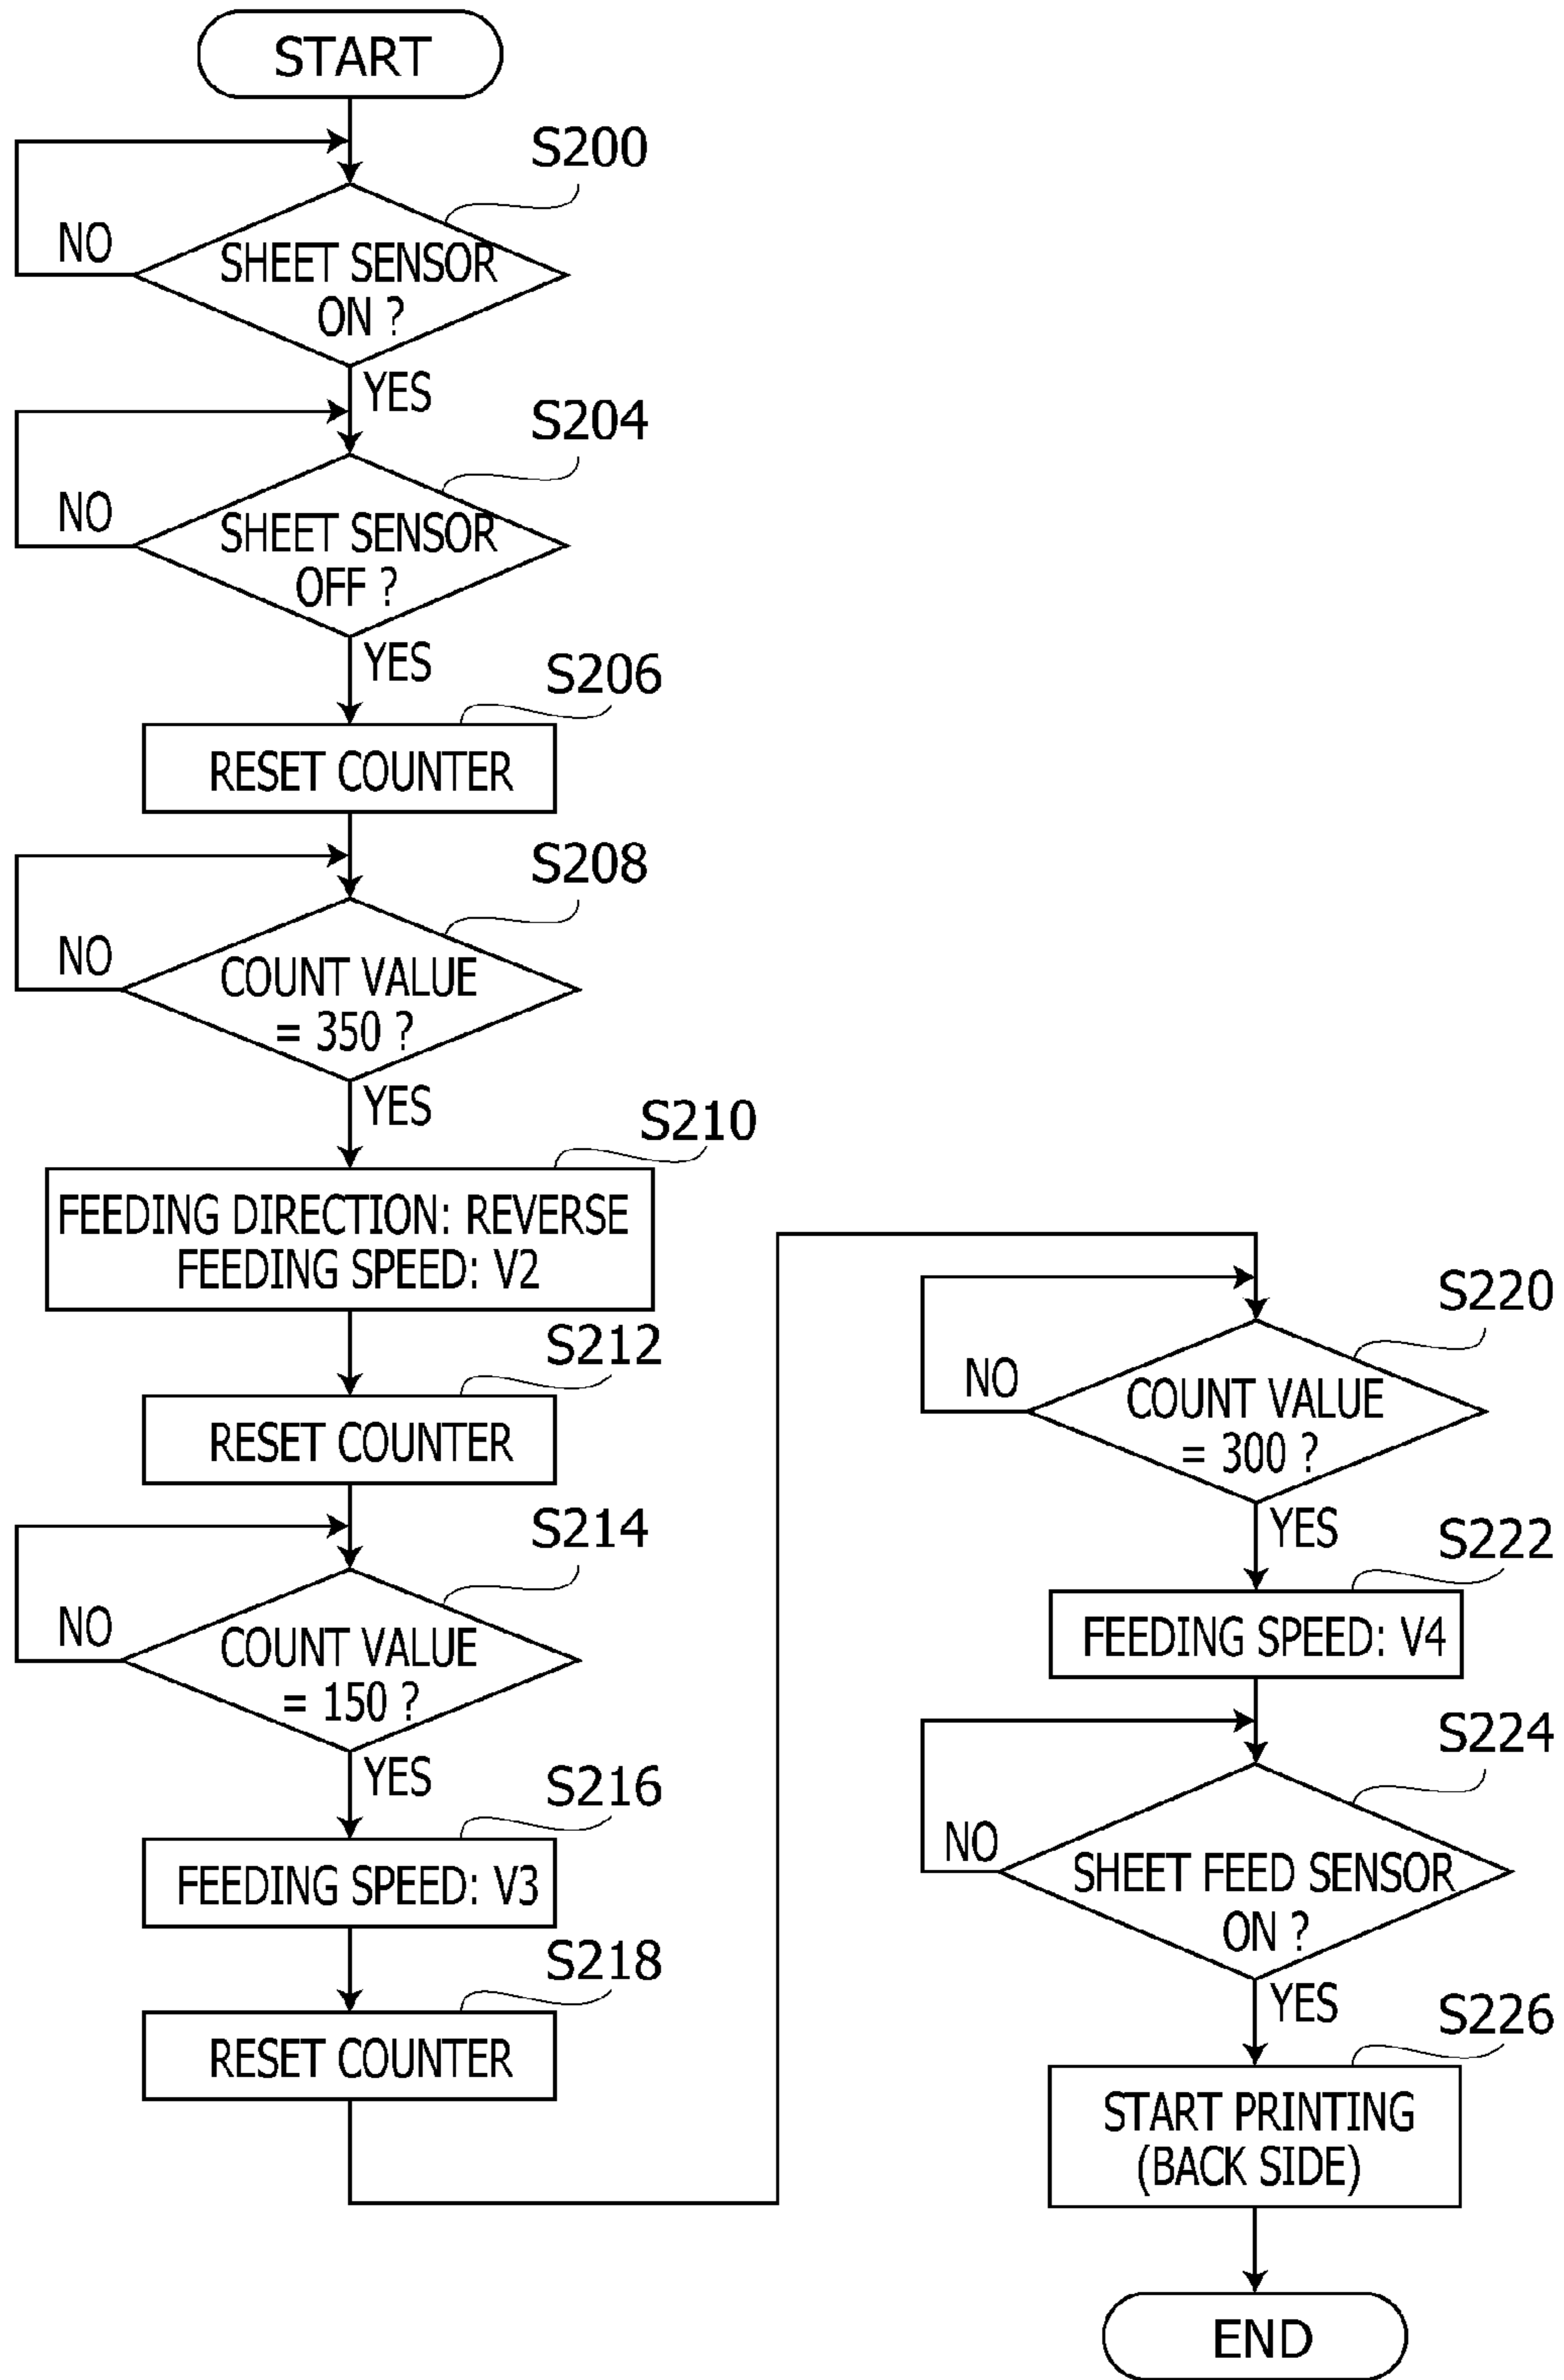 START
S200
NO
SHEET SENSOR
ON ?
YES
S204
NO
SHEET SENSOR
OFF ?
YES
S206
RESET COUNTER
S208
NO
COUNT VALUE
= 350 ?
YES
S210
FEEDING DIRECTION: REVERSE
FEEDING SPEED: V2
S212
RESET COUNTER
S214
NO
COUNT VALUE
= 150 ?
YES
S216
FEEDING SPEED: V3
S218
RESET COUNTER
S220
NO
COUNT VALUE
= 300 ?
YES
S222
FEEDING SPEED: V4
S224
NO
SHEET FEED SENSOR
ON ?
YES
S226
START PRINTING
(BACK SIDE)
END